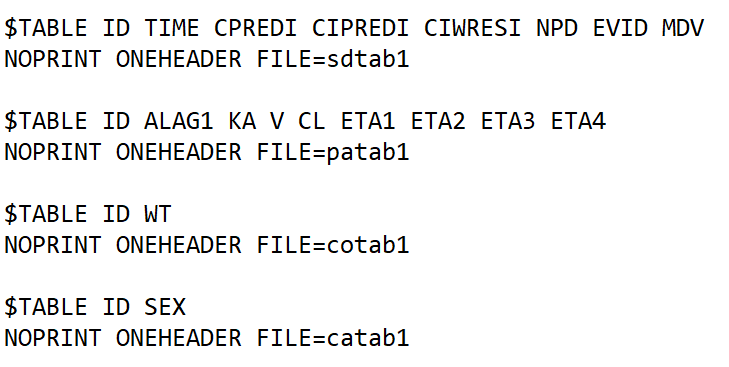 $TABLE ID TIME CPREDI CIPREDI CIWRESI NPD EVID MDV
NOPRINT ONEHEADER FILE=sdtab1
$TABLE ID ALAG1 KA V CL ETA1 ETA2 ETA3 ETA4
NOPRINT ONEHEADER FILE=patab1
$TABLE ID WT
NOPRINT ONEHEADER FILE=cotab1
$TABLE ID SEX
NOPRINT ONEHEADER FILE=catab1